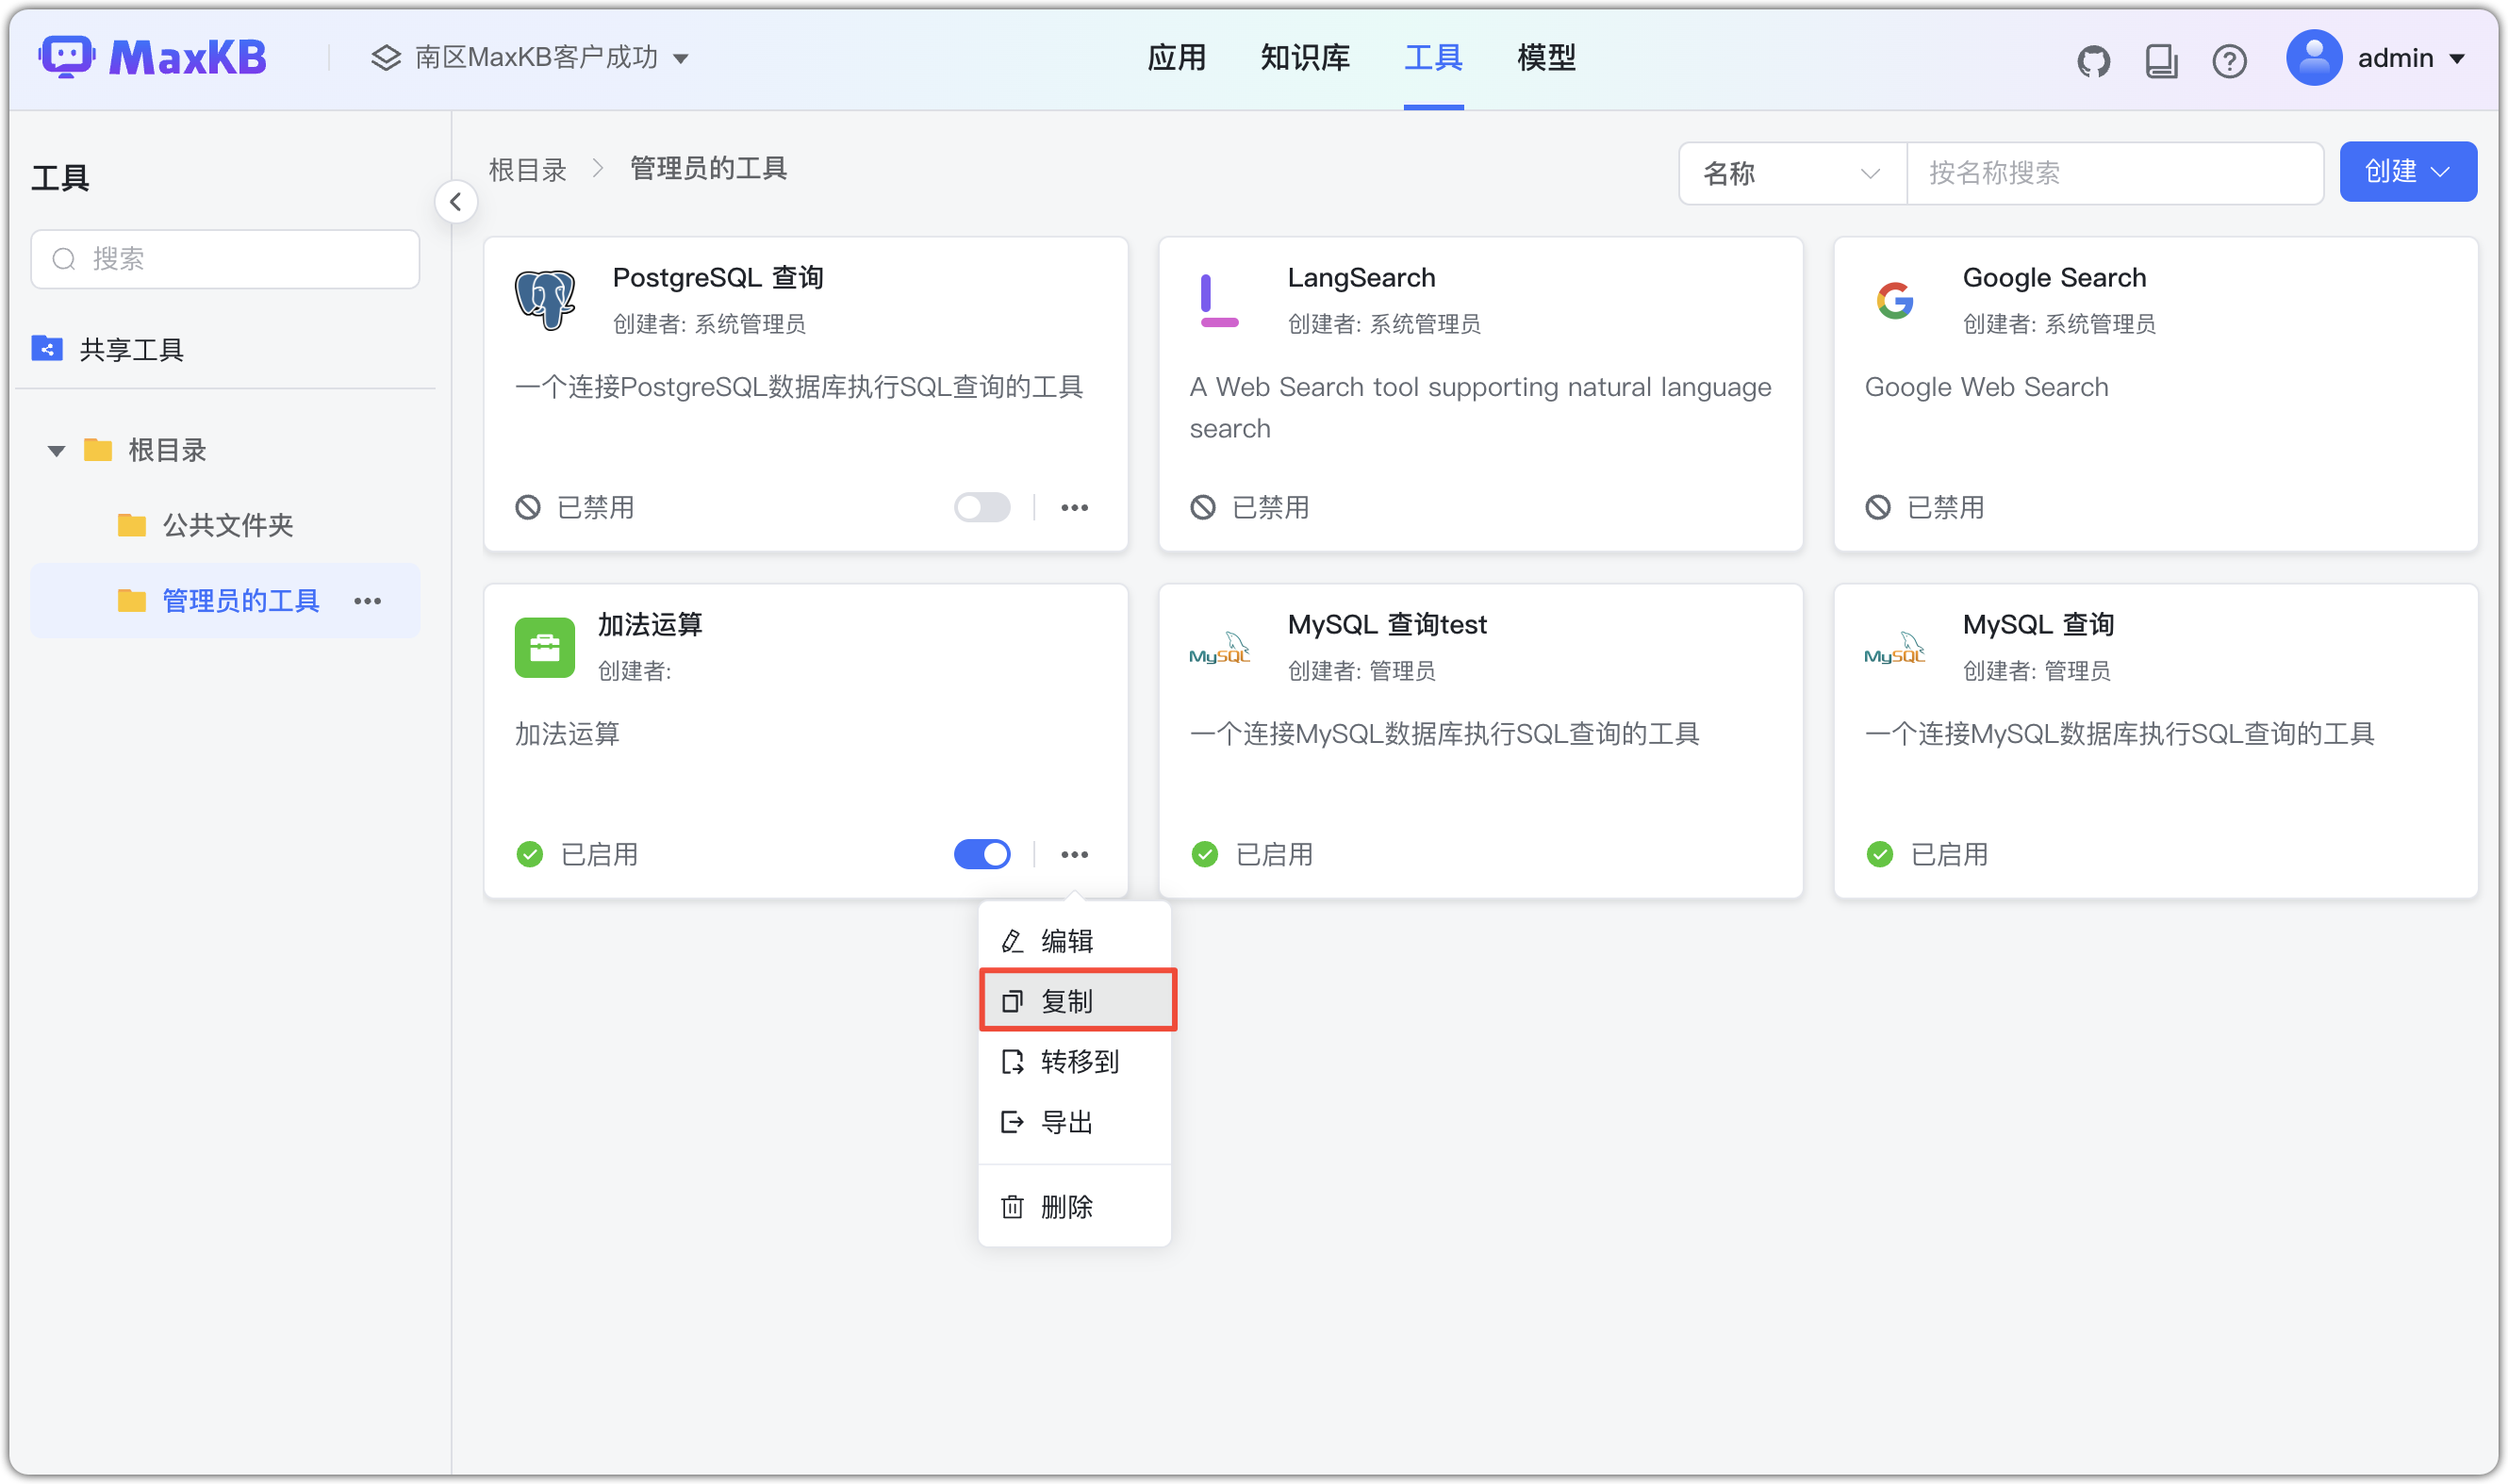 MaxKB
南区MaxKB客户成功
应用
知识库
工具
模型
admin
工具
搜索
共享工具
根目录
公共文件夹
管理员的工具
根目录 > 管理员的工具
名称
按名称搜索
创建
PostgreSQL 查询
创建者: 系统管理员
一个连接PostgreSQL数据库执行SQL查询的工具
已禁用
LangSearch
创建者: 系统管理员
A Web Search tool supporting natural language
search
已禁用
Google Search
创建者: 系统管理员
Google Web Search
已禁用
加法运算
创建者:
加法运算
已启用
MySQL
MySQL 查询test
创建者: 管理员
一个连接MySQL数据库执行SQL查询的工具
已启用
MySQL
MySQL 查询
创建者: 管理员
一个连接MySQL数据库执行SQL查询的工具
已启用
编辑
复制
转移到
导出
删除